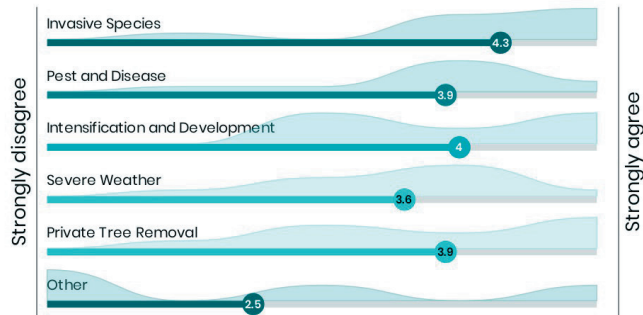 Strongly disagree
Invasive Species
4.3
Pest and Disease
3.9
Intensification and Development
4
Severe Weather
3.6
Private Tree Removal
3.9
Other
2.5
Strongly agree